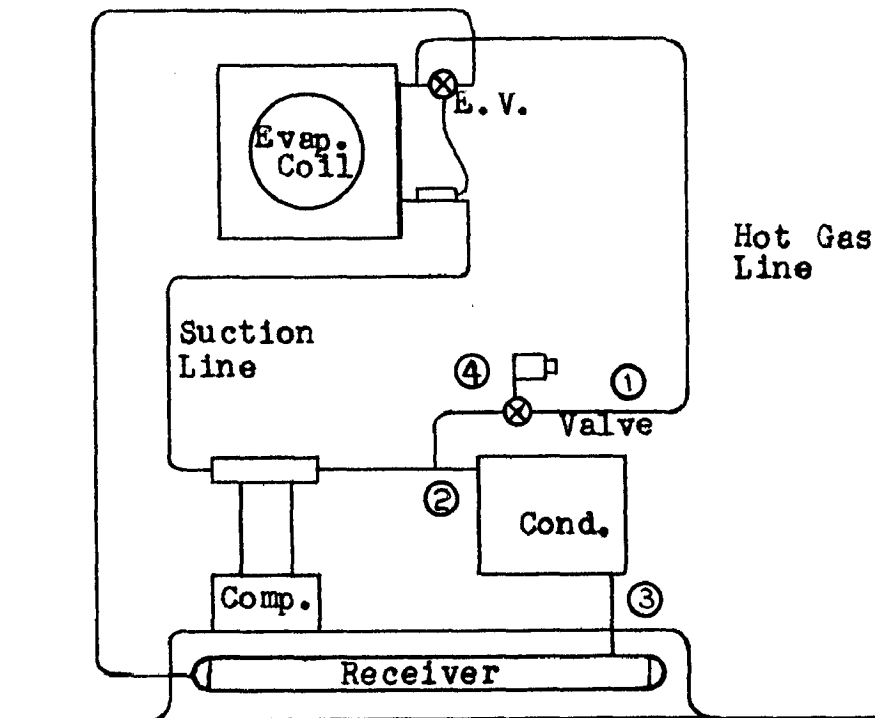 E.V.
Evap.
Coil
Hot Gas
Line
Suction
Line
4
1
Valve
2
Cond.
3
Comp.
Receiver